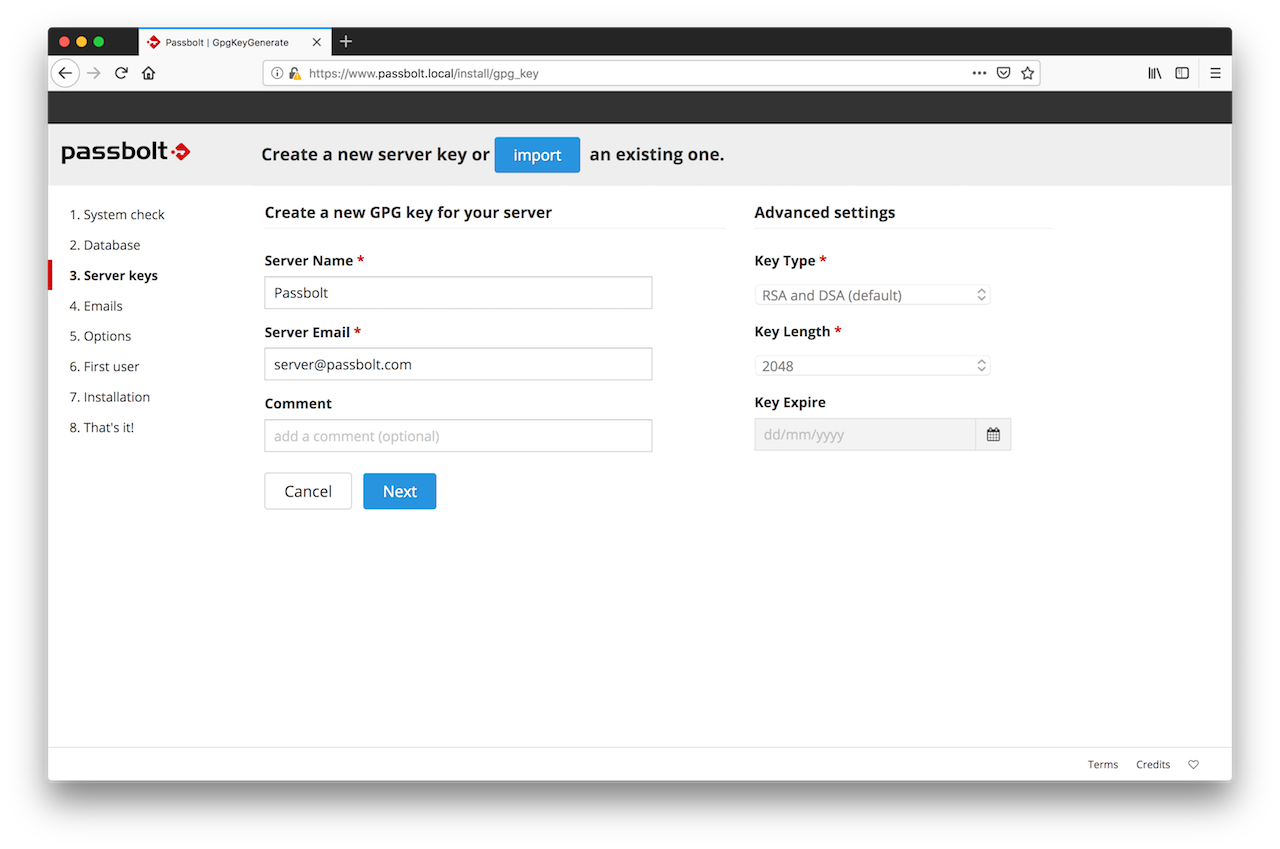 Passbolt | GpgKeyGenerate
https://www.passbolt.local/install/gpg_key
passbolt
Create a new server key or import an existing one.
1. System check
2. Database
3. Server keys
4. Emails
5. Options
6. First user
7. Installation
8. That's it!
Create a new GPG key for your server
Server Name *
Passbolt
Server Email *
server@passbolt.com
Comment
add a comment (optional)
Cancel
Next
Advanced settings
Key Type *
RSA and DSA (default)
Key Length *
2048
Key Expire
dd/mm/yyyy
Terms
Credits